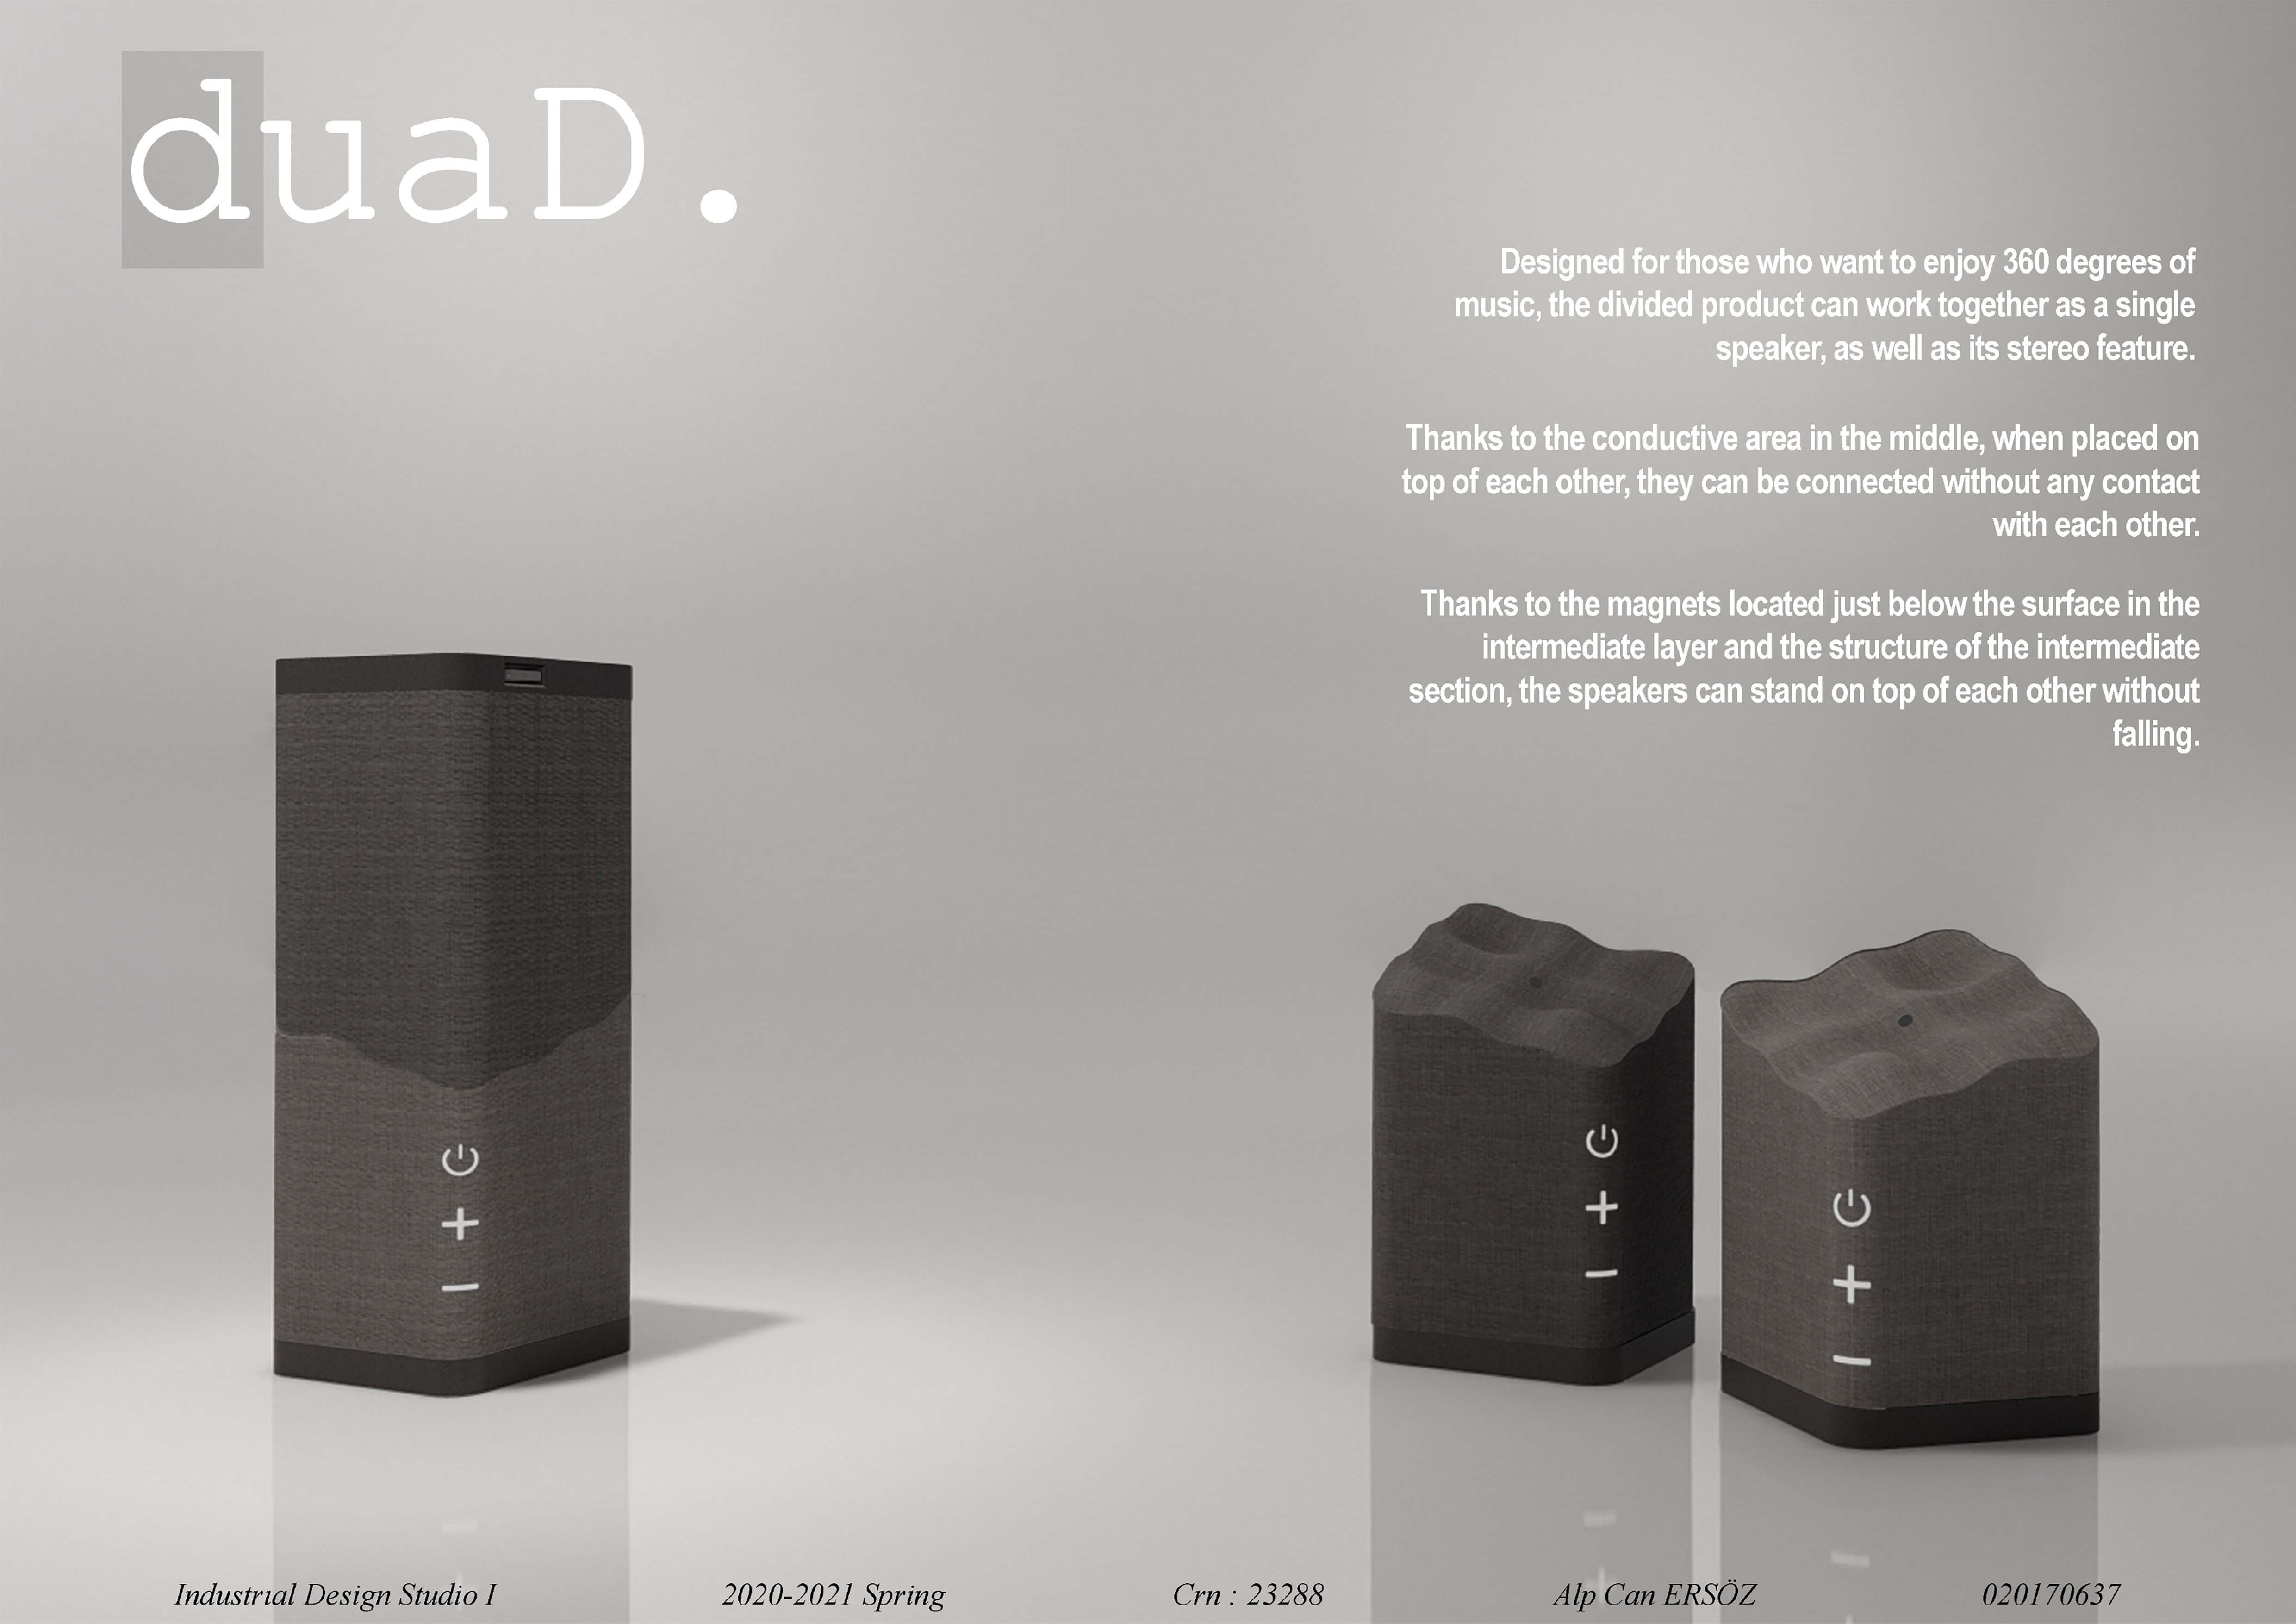 duaD.
Designed for those who want to enjoy 360 degrees of
music, the divided product can work together as a single
speaker, as well as its stereo feature.
Thanks to the conductive area in the middle, when placed on
top of each other, they can be connected without any contact
with each other.
Thanks to the magnets located just below the surface in the
intermediate layer and the structure of the intermediate
section, the speakers can stand on top of each other without
falling.
Industrıal Design Studio I
2020-2021 Spring
Crn : 23288
Alp Can ERSÖZ
020170637